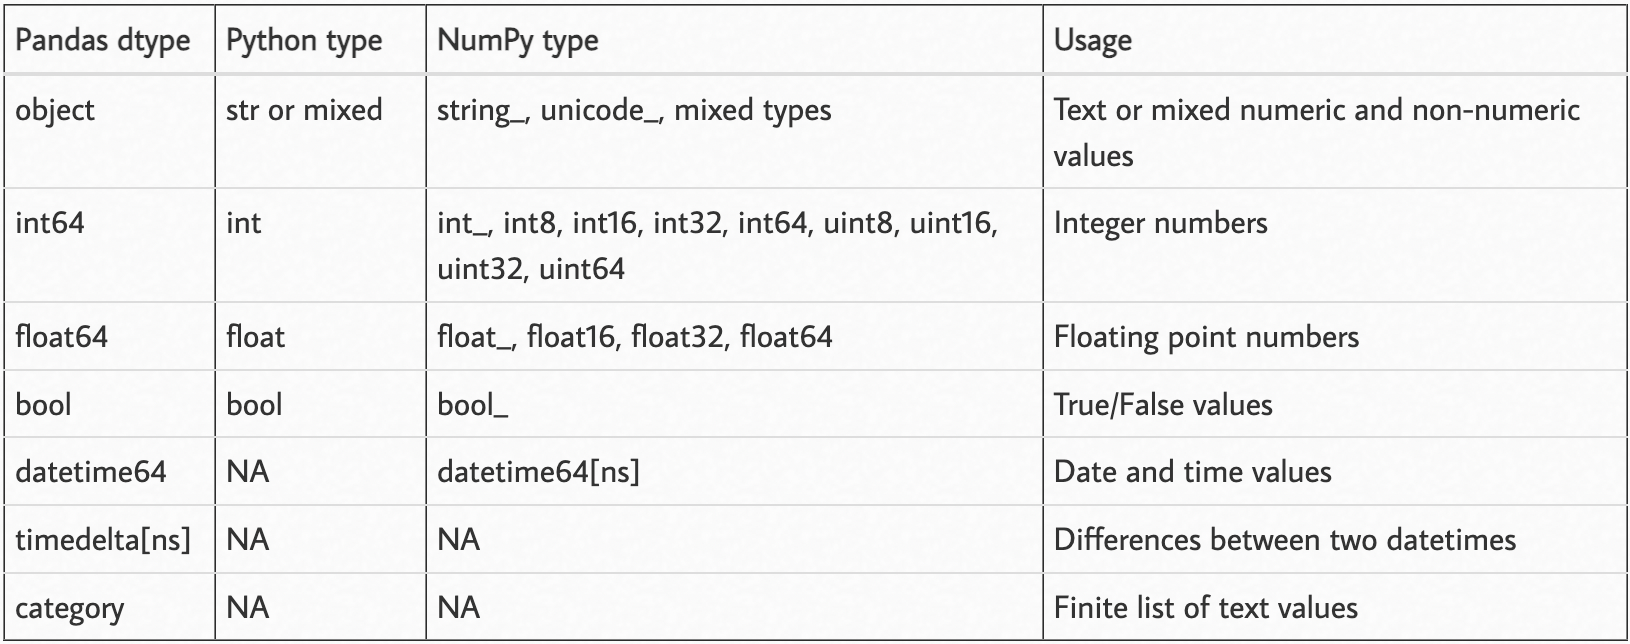 Pandas dtype Python type NumPy type Usage
object str or mixed string_, unicode_, mixed types Text or mixed numeric and non-numeric
values
int64 int int_, int8, int16, int32, int64, uint8, uint16, Integer numbers
uint32, uint64
float64 float float_, float16, float32, float64 Floating point numbers
bool bool bool_ True/False values
datetime64 NA datetime64[ns] Date and time values
timedelta[ns] NA NA Differences between two datetimes
category NA NA Finite list of text values